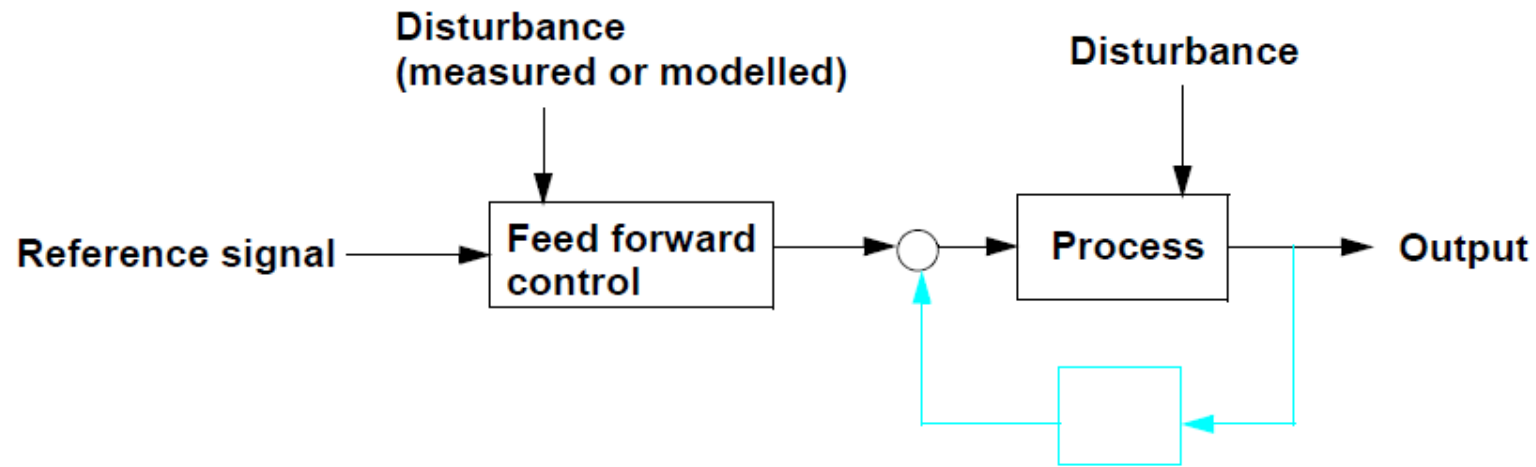 Disturbance
(measured or modelled)
Disturbance
Reference signal
Feed forward
control
Process
Output